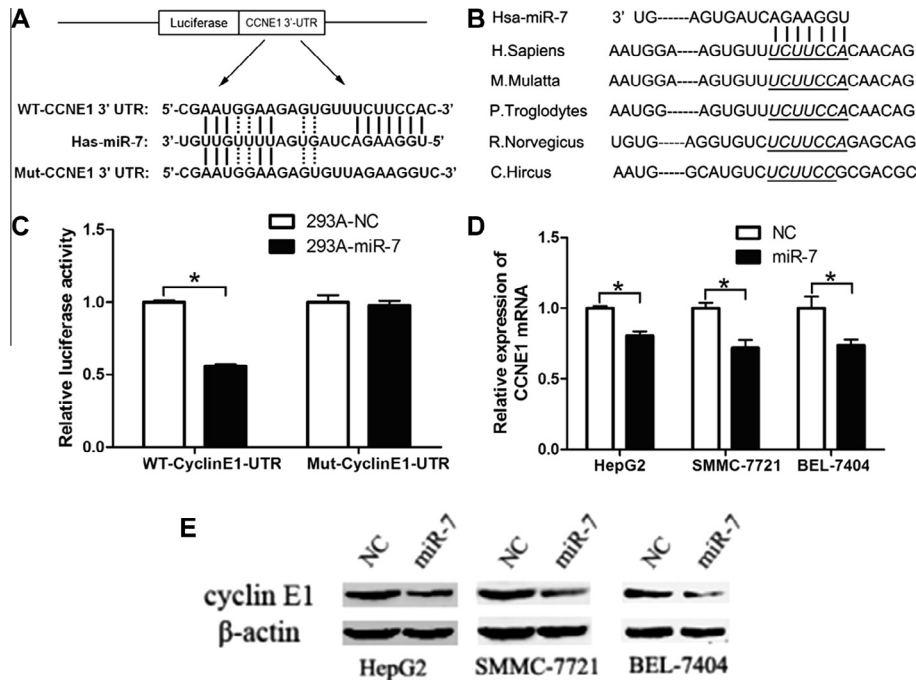 A
Luciferase
CCNE1 3'-UTR
WT-CCNE1 3' UTR: 5'-CGAAUGGAAGAGUGUUUCUUCCAC-3'
Has-miR-7: 3'-UGUUGUUUUAGUGAUCAGAAGGU-5'
Mut-CCNE1 3' UTR: 5'-CGAAUGGAAGAGUGUUAGAAGGUC-3'
B
Hsa-miR-7 3' UG------AGUGAUCAGAAGGU
H.Sapiens AAUGGA----AGUGUUUCUUCCACAACAG
M.Mulatta AAUGGA----AGUGUUUCUUCCACAACAG
P.Troglodytes AAUGG-----AGUGUUUCUUCCACAACAG
R.Norvegicus UGUG------AGGUGUCUCUUCCAGAGCAG
C.Hircus AAUG------GCAUGUCUCUUCCGCGACGC
C
293A-NC
293A-miR-7
Relative luciferase activity
1.5
1.0
0.5
0.0
*
WT-CyclinE1-UTR
Mut-CyclinE1-UTR
D
NC
miR-7
Relative expression of
CCNE1 mRNA
1.5
1.0
0.5
0.0
*
*
*
HepG2
SMMC-7721
BEL-7404
E
NC miR-7 NC miR-7 NC miR-7
cyclin E1
β-actin
HepG2 SMMC-7721 BEL-7404